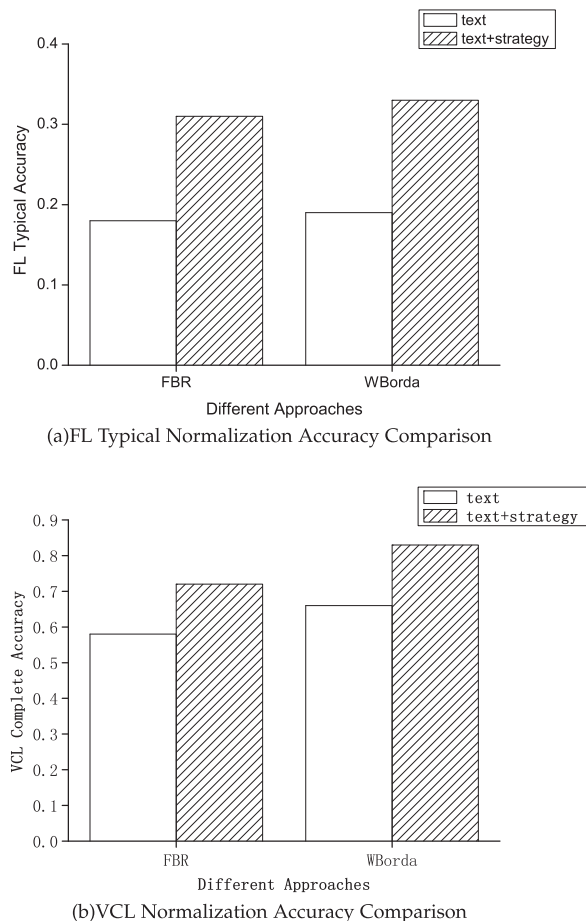 text
text+strategy
0.4
0.3
0.2
0.1
0.0
FL Typical Accuracy
FBR
WBorda
Different Approaches
(a)FL Typical Normalization Accuracy Comparison
text
text+strategy
0.9
0.8
0.7
0.6
0.5
0.4
0.3
0.2
0.1
0.0
VCL Complete Accuracy
FBR
WBorda
Different Approaches
(b)VCL Normalization Accuracy Comparison